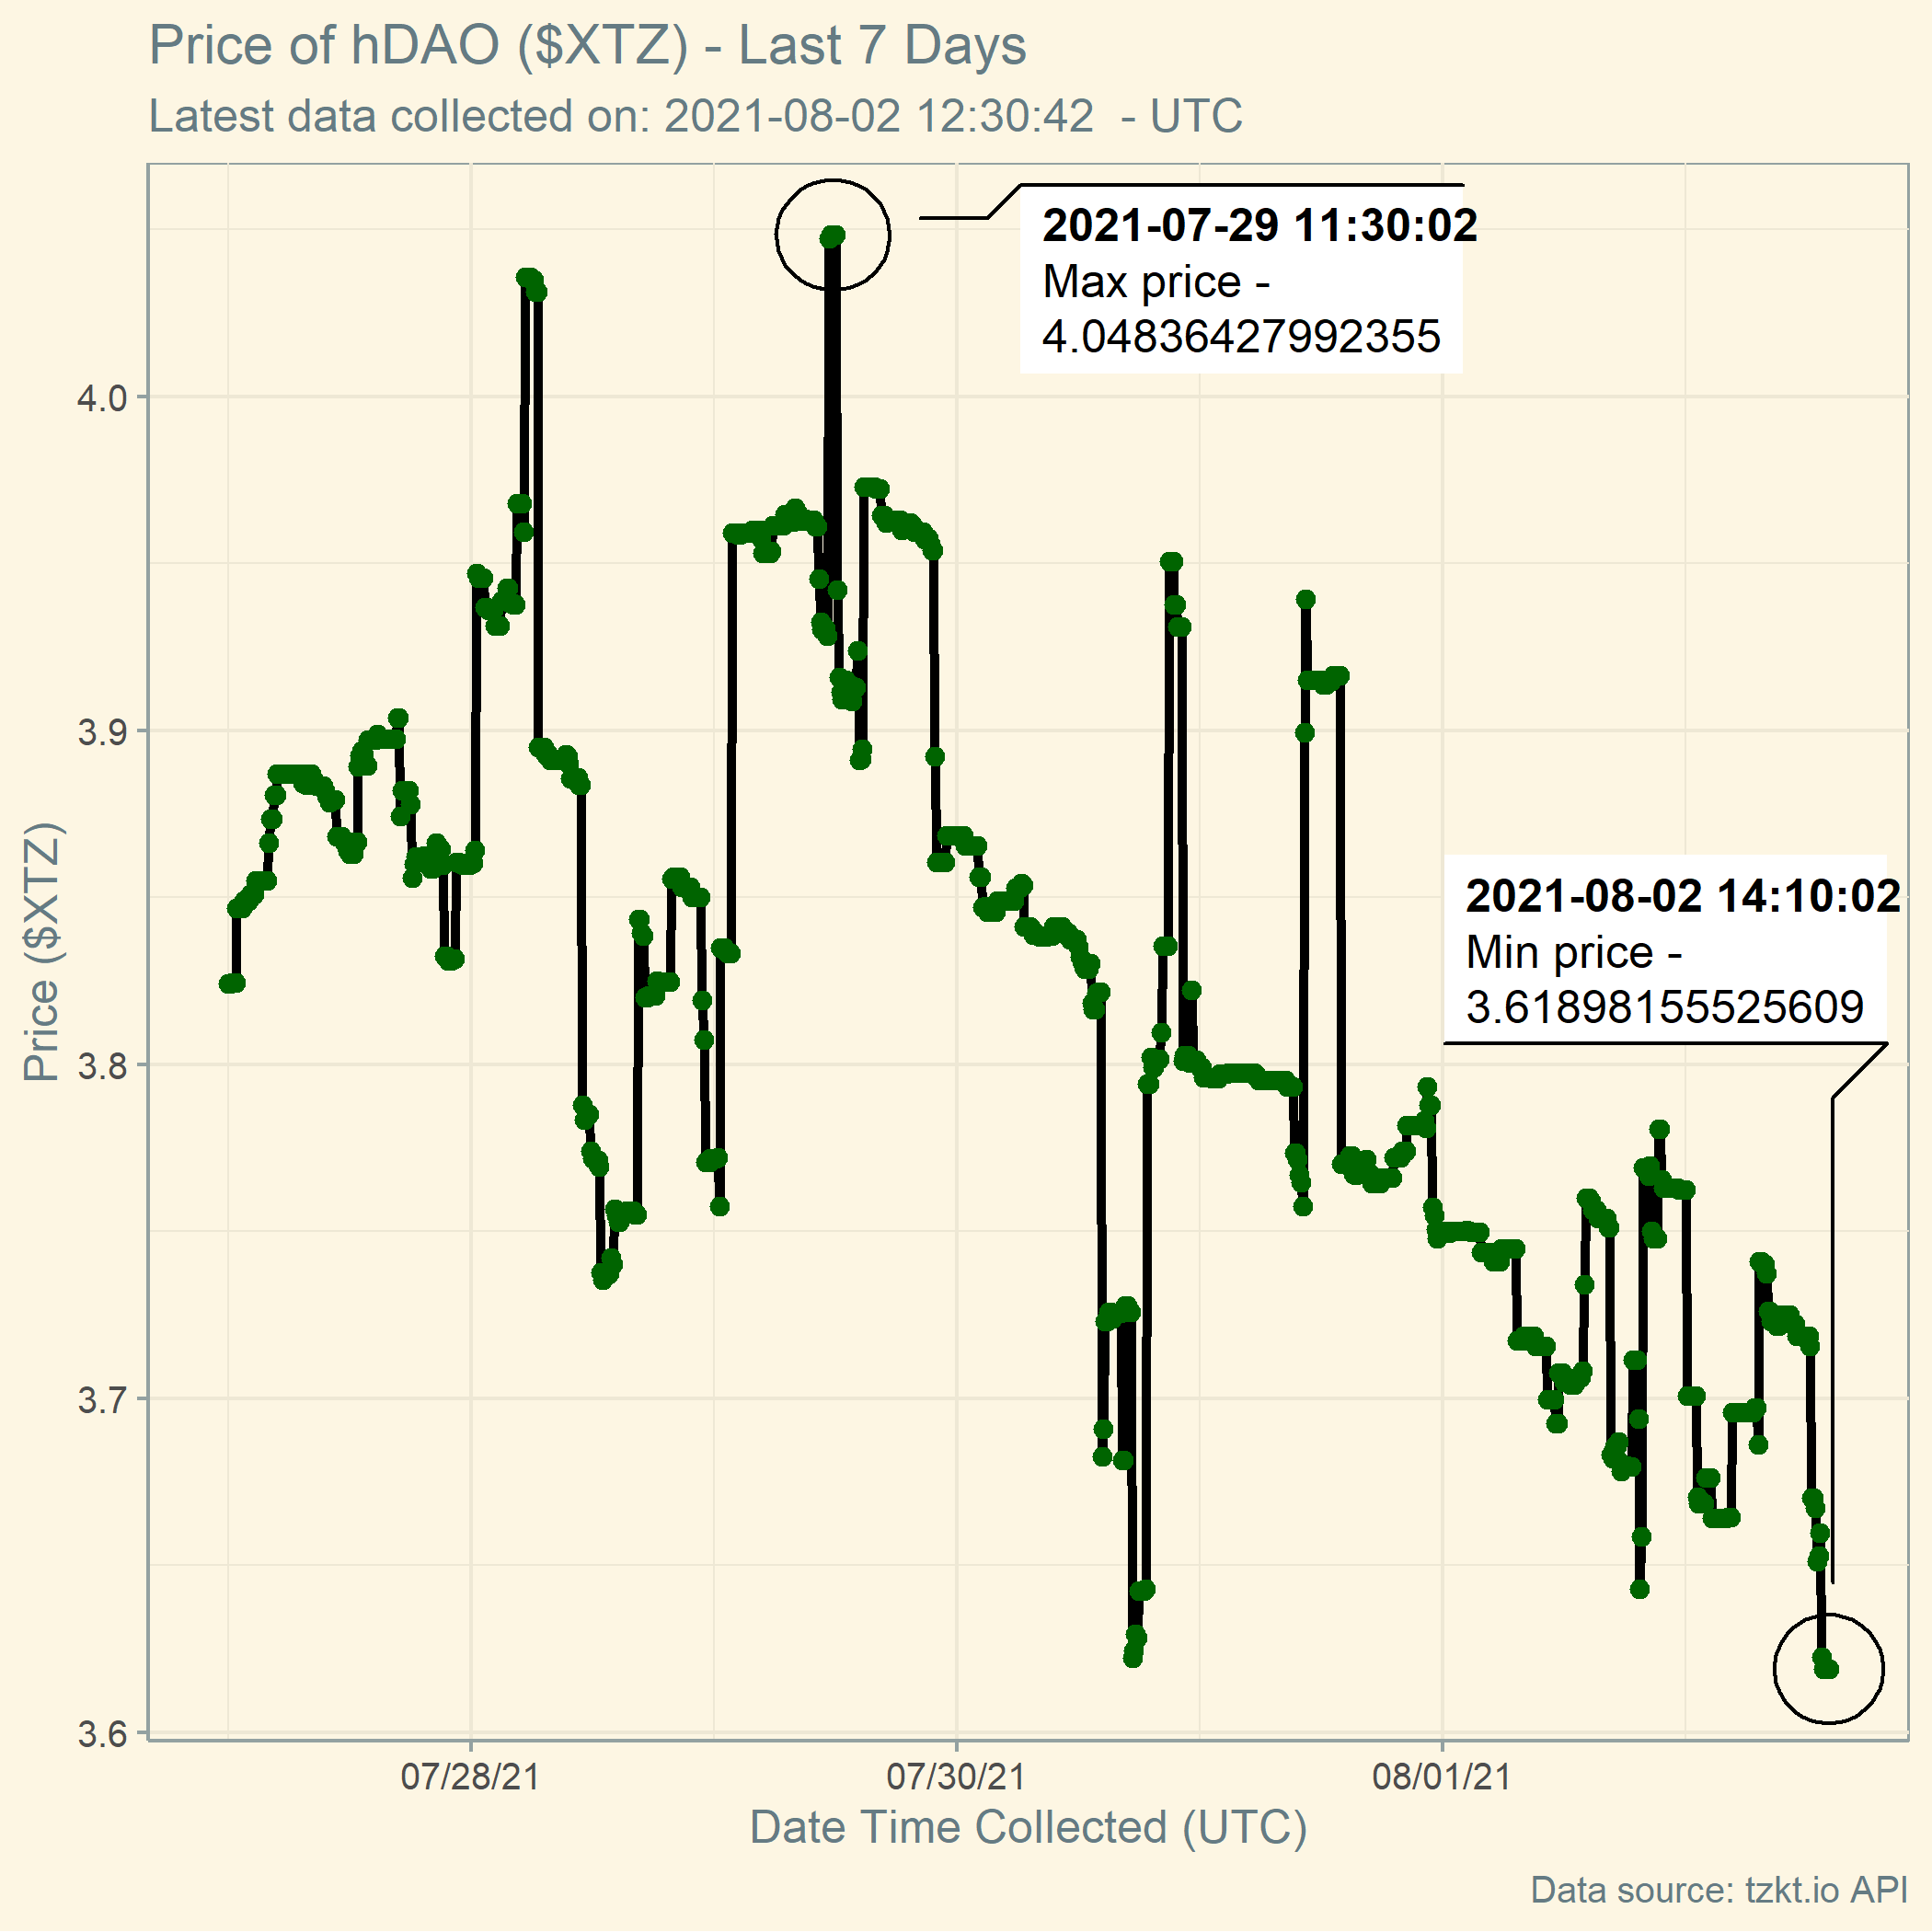 Price of hDAO ($XTZ) - Last 7 Days
Latest data collected on: 2021-08-02 12:30:42  - UTC
2021-07-29 11:30:02
Max price -
4.04836427992355
4.0
3.9
2021-08-02 14:10:02
Min price -
3.61898155525609
Price ($XTZ)
3.8
3.7
3.6
07/28/21
07/30/21
08/01/21
Date Time Collected (UTC)
Data source: tzkt.io API